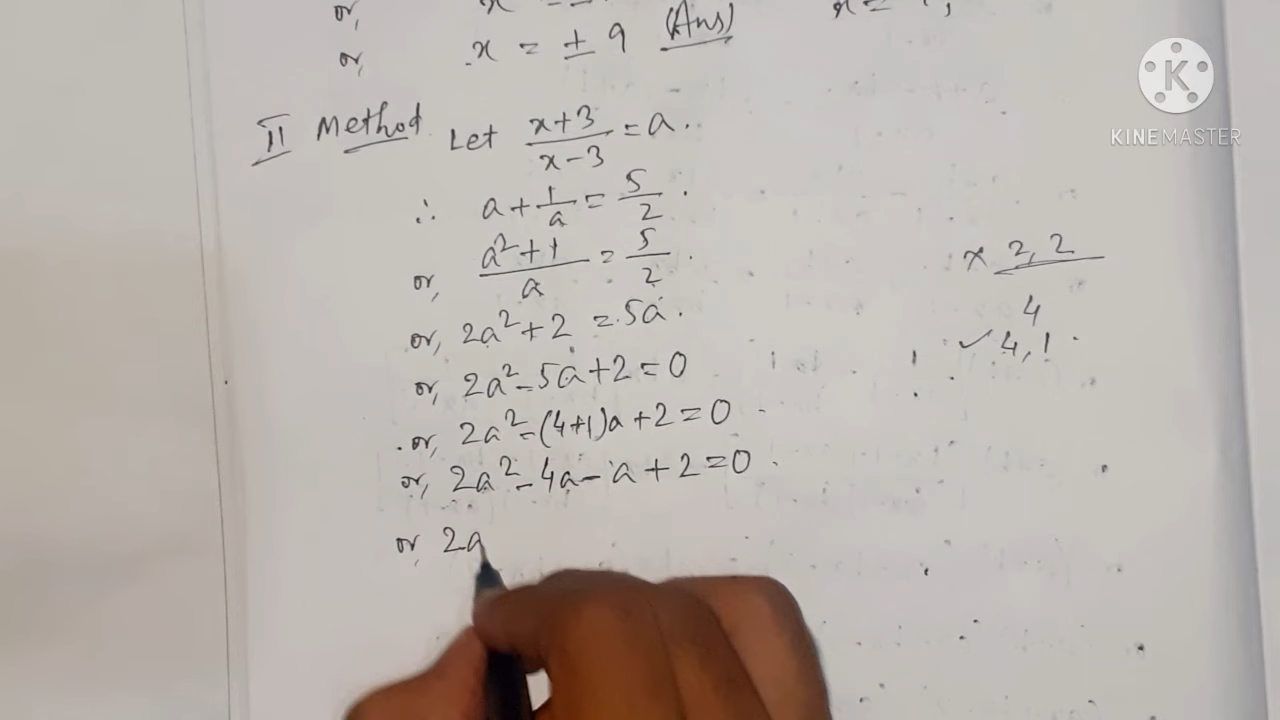 or,
or, x = ± 9 (Ans)
II Method Let x+3/x-3 = a.
∴ a + 1/a = 5/2.
or, a²+1/a = 5/2.
or, 2a² + 2 = 5a.
or, 2a² - 5a + 2 = 0
or, 2a² - (4+1)a + 2 = 0
or, 2a² - 4a - a + 2 = 0
or, 2a
x 2, 2
4
✓ 4, 1
KINEMASTER